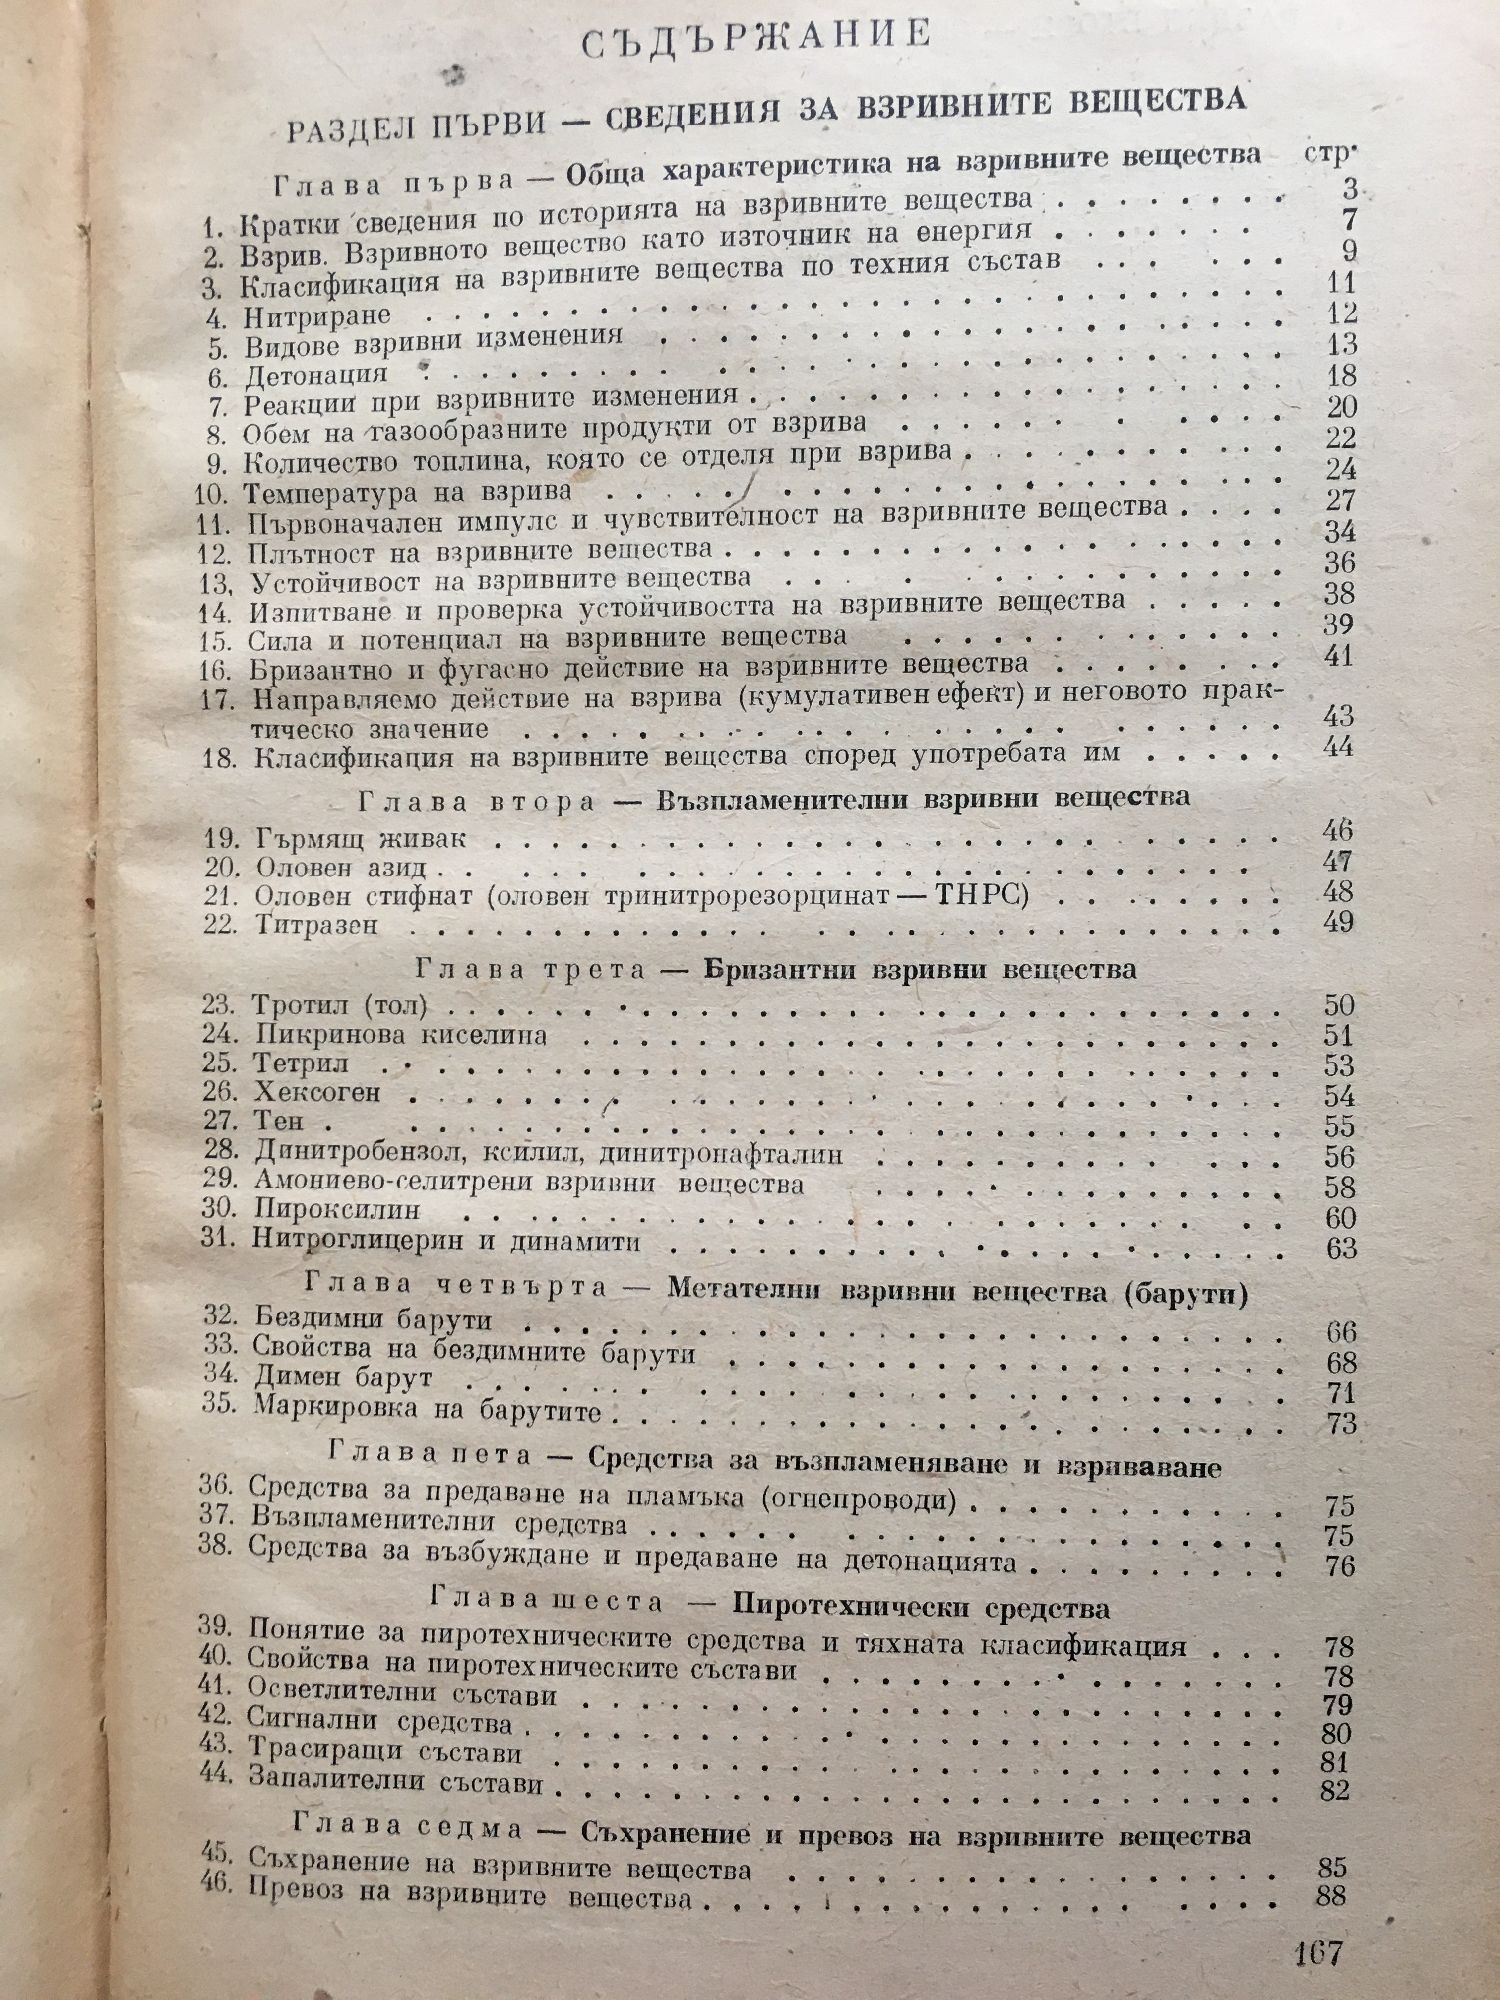 СЪДЪРЖАНИЕ
РАЗДЕЛ ПЪРВИ — СВЕДЕНИЯ ЗА ВЗРИВНИТЕ ВЕЩЕСТВА
Глава първа — Обща характеристика на взривните вещества стр.
1. Кратки сведения по историята на взривните вещества 3
2. Взрив. Взривното вещество като източник на енергия 7
3. Класификация на взривните вещества по техния състав 9
4. Нитриране 11
5. Видове взривни изменения 12
6. Детонация 13
7. Реакции при взривните изменения 18
8. Обем на газообразните продукти от взрива 20
9. Количество топлина, която се отделя при взрива 22
10. Температура на взрива 24
11. Първоначален импулс и чувствителност на взривните вещества 27
12. Плътност на взривните вещества 34
13, Устойчивост на взривните вещества 36
14. Изпитване и проверка устойчивостта на взривните вещества 38
15. Сила и потенциал на взривните вещества 39
16. Бризантно и фугасно действие на взривните вещества 41
17. Направляемо действие на взрива (кумулативен ефект) и неговото прак-
тическо значение 43
18. Класификация на взривните вещества според употребата им 44
Глава втора — Възпламенителни взривни вещества
19. Гърмящ живак 46
20. Оловен азид 47
21. Оловен стифнат (оловен тринитрорезорцинат — ТНРС) 48
22. Титразен 49
Глава трета — Бризантни взривни вещества
23. Тротил (тол) 50
24. Пикринова киселина 51
25. Тетрил 53
26. Хексоген 54
27. Тен 55
28. Динитробензол, ксилил, динитронафталин 56
29. Амониево-селитрени взривни вещества 58
30. Пироксилин 60
31. Нитроглицерин и динамити 63
Глава четвърта — Метателни взривни вещества (барути)
32. Бездимни барути 66
33. Свойства на бездимните барути 68
34. Димен барут 71
35. Маркировка на барутите 73
Глава пета — Средства за възпламеняване и взриваване
36. Средства за предаване на пламъка (огнепроводи) 75
37. Възпламенителни средства 75
38. Средства за възбуждане и предаване на детонацията 76
Глава шеста — Пиротехнически средства
39. Понятие за пиротехническите средства и тяхната класификация 78
40. Свойства на пиротехническите състави 78
41. Осветлителни състави 79
42. Сигнални средства 80
43. Трасиращи състави 81
44. Запалителни състави 82
Глава седма — Съхранение и превоз на взривните вещества
45. Съхранение на взривните вещества 85
46. Превоз на взривните вещества 88
167